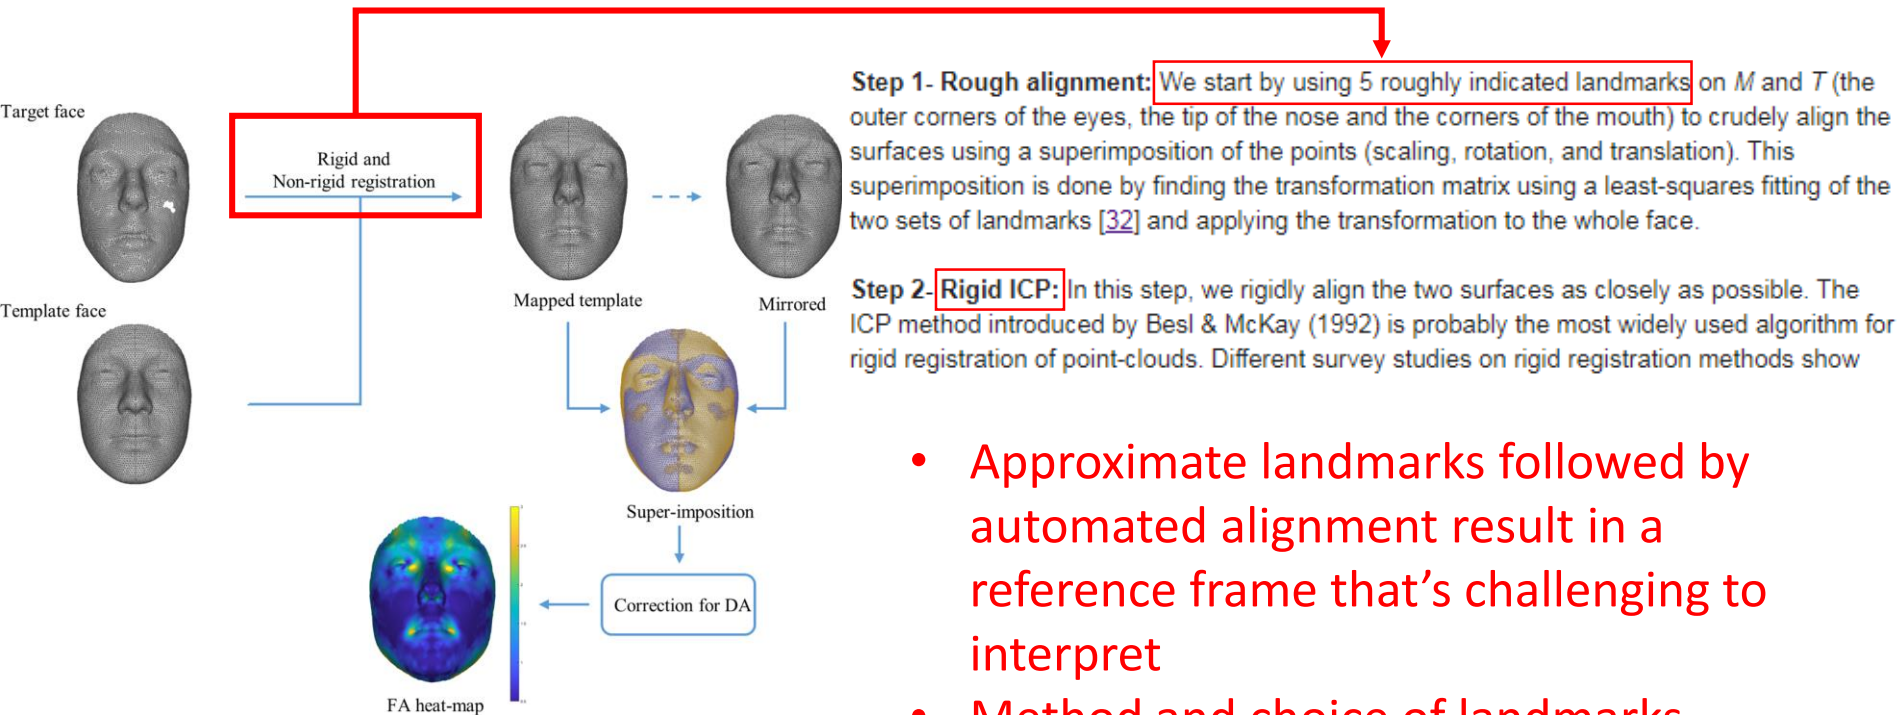 Target face
Rigid and
Non-rigid registration
Template face
Mapped template
Mirrored
Super-imposition
Correction for DA
FA heat-map
Step 1- Rough alignment: We start by using 5 roughly indicated landmarks on M and T (the
outer corners of the eyes, the tip of the nose and the corners of the mouth) to crudely align the
surfaces using a superimposition of the points (scaling, rotation, and translation). This
superimposition is done by finding the transformation matrix using a least-squares fitting of the
two sets of landmarks [32] and applying the transformation to the whole face.
Step 2- Rigid ICP: In this step, we rigidly align the two surfaces as closely as possible. The
ICP method introduced by Besl & McKay (1992) is probably the most widely used algorithm for
rigid registration of point-clouds. Different survey studies on rigid registration methods show
• Approximate landmarks followed by
automated alignment result in a
reference frame that’s challenging to
interpret
• Method and choice of landmarks